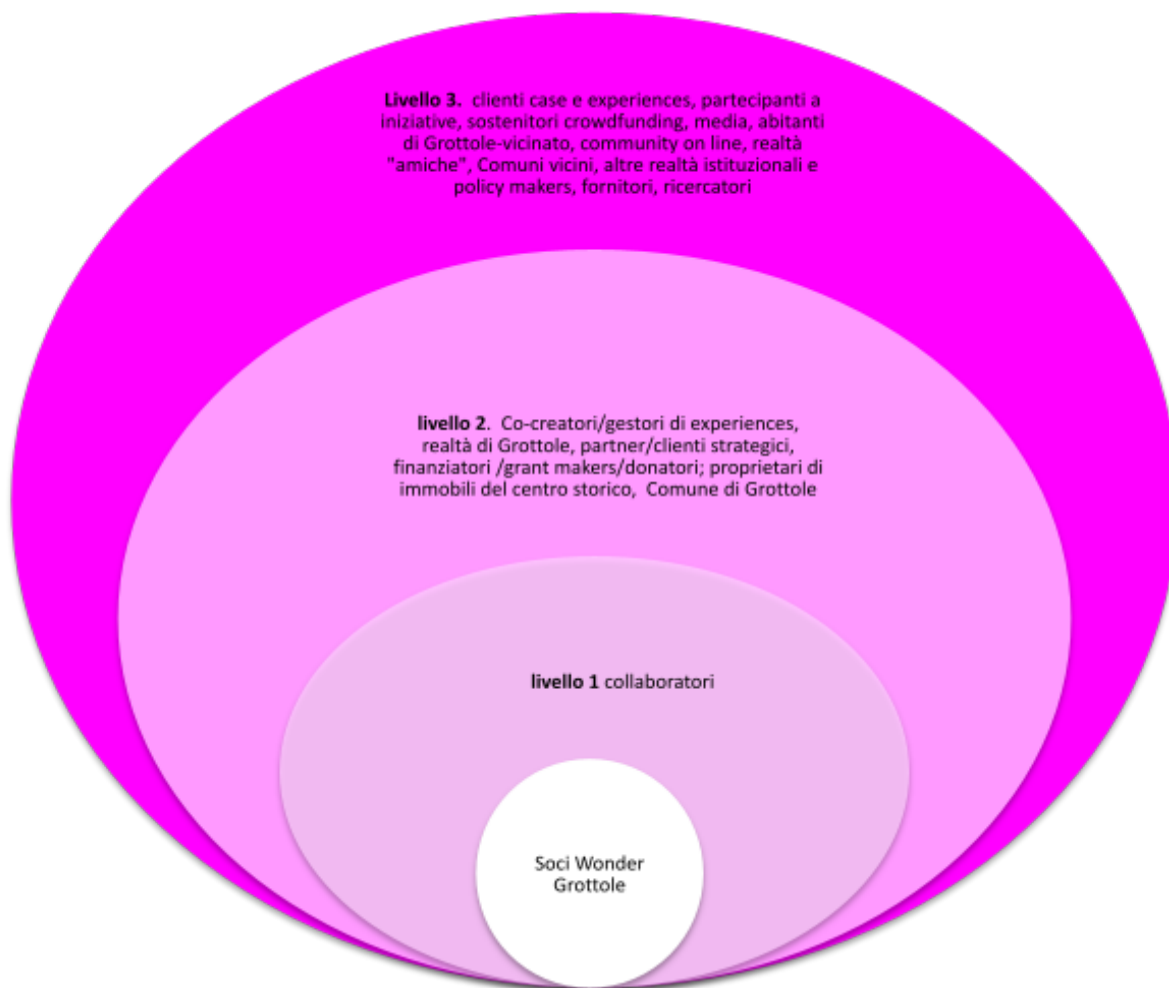 Livello 3. clienti case e experiences, partecipanti a
iniziative, sostenitori crowdfunding, media, abitanti
di Grottole-vicinato, community on line, realtà
"amiche", Comuni vicini, altre realtà istituzionali e
policy makers, fornitori, ricercatori
livello 2. Co-creatori/gestori di experiences,
realtà di Grottole, partner/clienti strategici,
finanziatori /grant makers/donatori; proprietari di
immobili del centro storico, Comune di Grottole
livello 1 collaboratori
Soci Wonder
Grottole